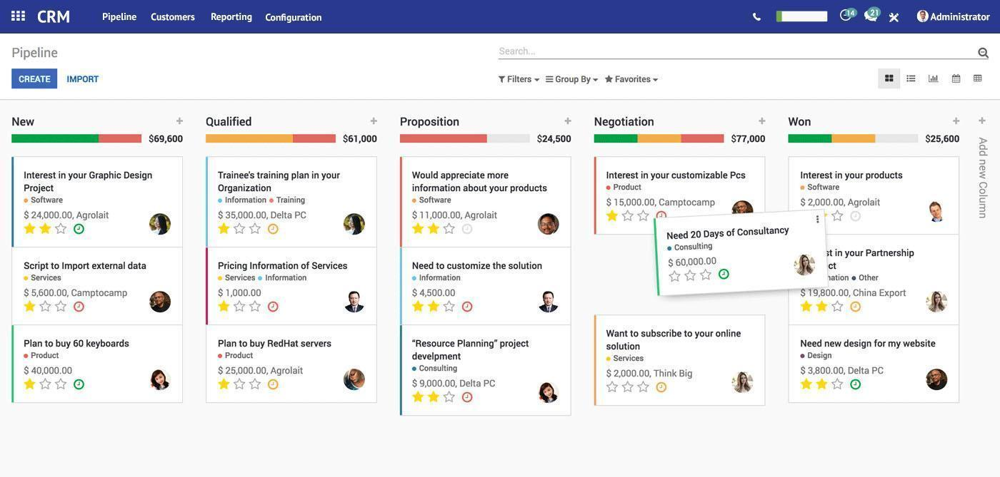 CRM Pipeline Customers Reporting Configuration 14 21 Administrator
Pipeline
Search...
CREATE IMPORT
Filters Group By Favorites
New
$69,600
Interest in your Graphic Design
Project
Software
$ 24,000.00, Agrolait
Script to Import external data
Services
$ 5,600.00, Camptocamp
Plan to buy 60 keyboards
Product
$ 40,000.00
Qualified
$61,000
Trainee's training plan in your
Organization
Information Training
$ 35,000.00, Delta PC
Pricing Information of Services
Services Information
$ 1,000.00
Plan to buy RedHat servers
Product
$ 25,000.00, Agrolait
Proposition
$24,500
Would appreciate more
information about your products
Software
$ 11,000.00, Agrolait
Need to customize the solution
Information
$ 4,500.00
“Resource Planning” project
develpment
Consulting
$ 9,000.00, Delta PC
Negotiation
$77,000
Interest in your customizable Pcs
Product
$ 15,000.00, Camptocamp
Need 20 Days of Consultancy
Consulting
$ 60,000.00
Want to subscribe to your online
solution
Services
$ 2,000.00, Think Big
Won
$25,600
Interest in your products
Software
$ 2,000.00, Agrolait
in your Partnership
Other
$ 19,800.00, China Export
Need new design for my website
Design
$ 3,800.00, Delta PC
Add new Column